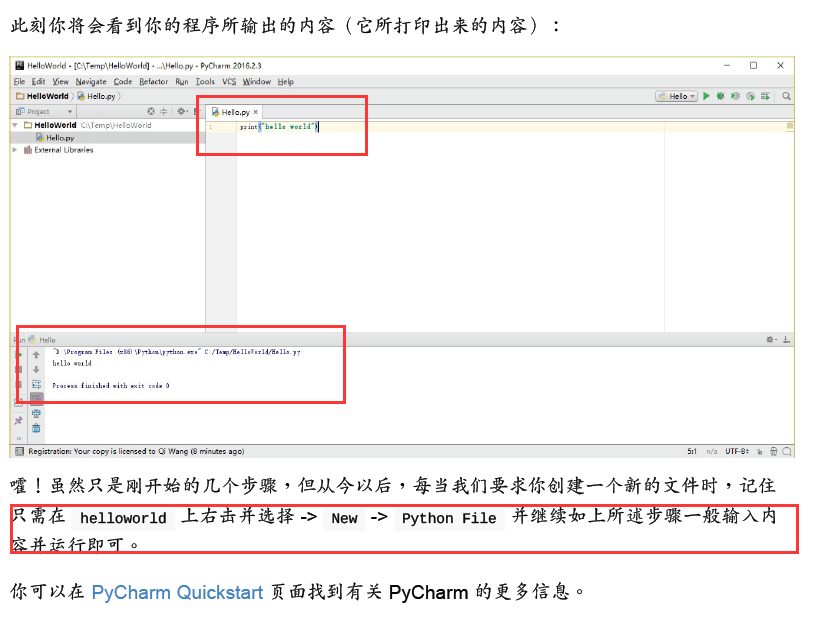 此刻你将会看到你的程序所输出的内容（它所打印出来的内容）：
HelloWorld - [C:\Temp\HelloWorld] - ...\Hello.py - PyCharm 2016.2.3
File Edit View Navigate Code Refactor Run Tools VCS Window Help
HelloWorld Hello.py Hello
Project Hello.py
HelloWorld C:\Temp\HelloWorld
1 print("hello world")
Hello.py
External Libraries
Run Hello
"D:\Program Files (x86)\Python\python.exe" C:/Temp/HelloWorld/Hello.py
hello world
Process finished with exit code 0
Registration: Your copy is licensed to Qi Wang (8 minutes ago) 5:1 n/a UTF-8
嚯！虽然只是刚开始的几个步骤，但从今以后，每当我们要求你创建一个新的文件时，记住
只需在 helloworld 上右击并选择 -> New -> Python File 并继续如上所述步骤一般输入内
容并运行即可。
你可以在 PyCharm Quickstart 页面找到有关 PyCharm 的更多信息。